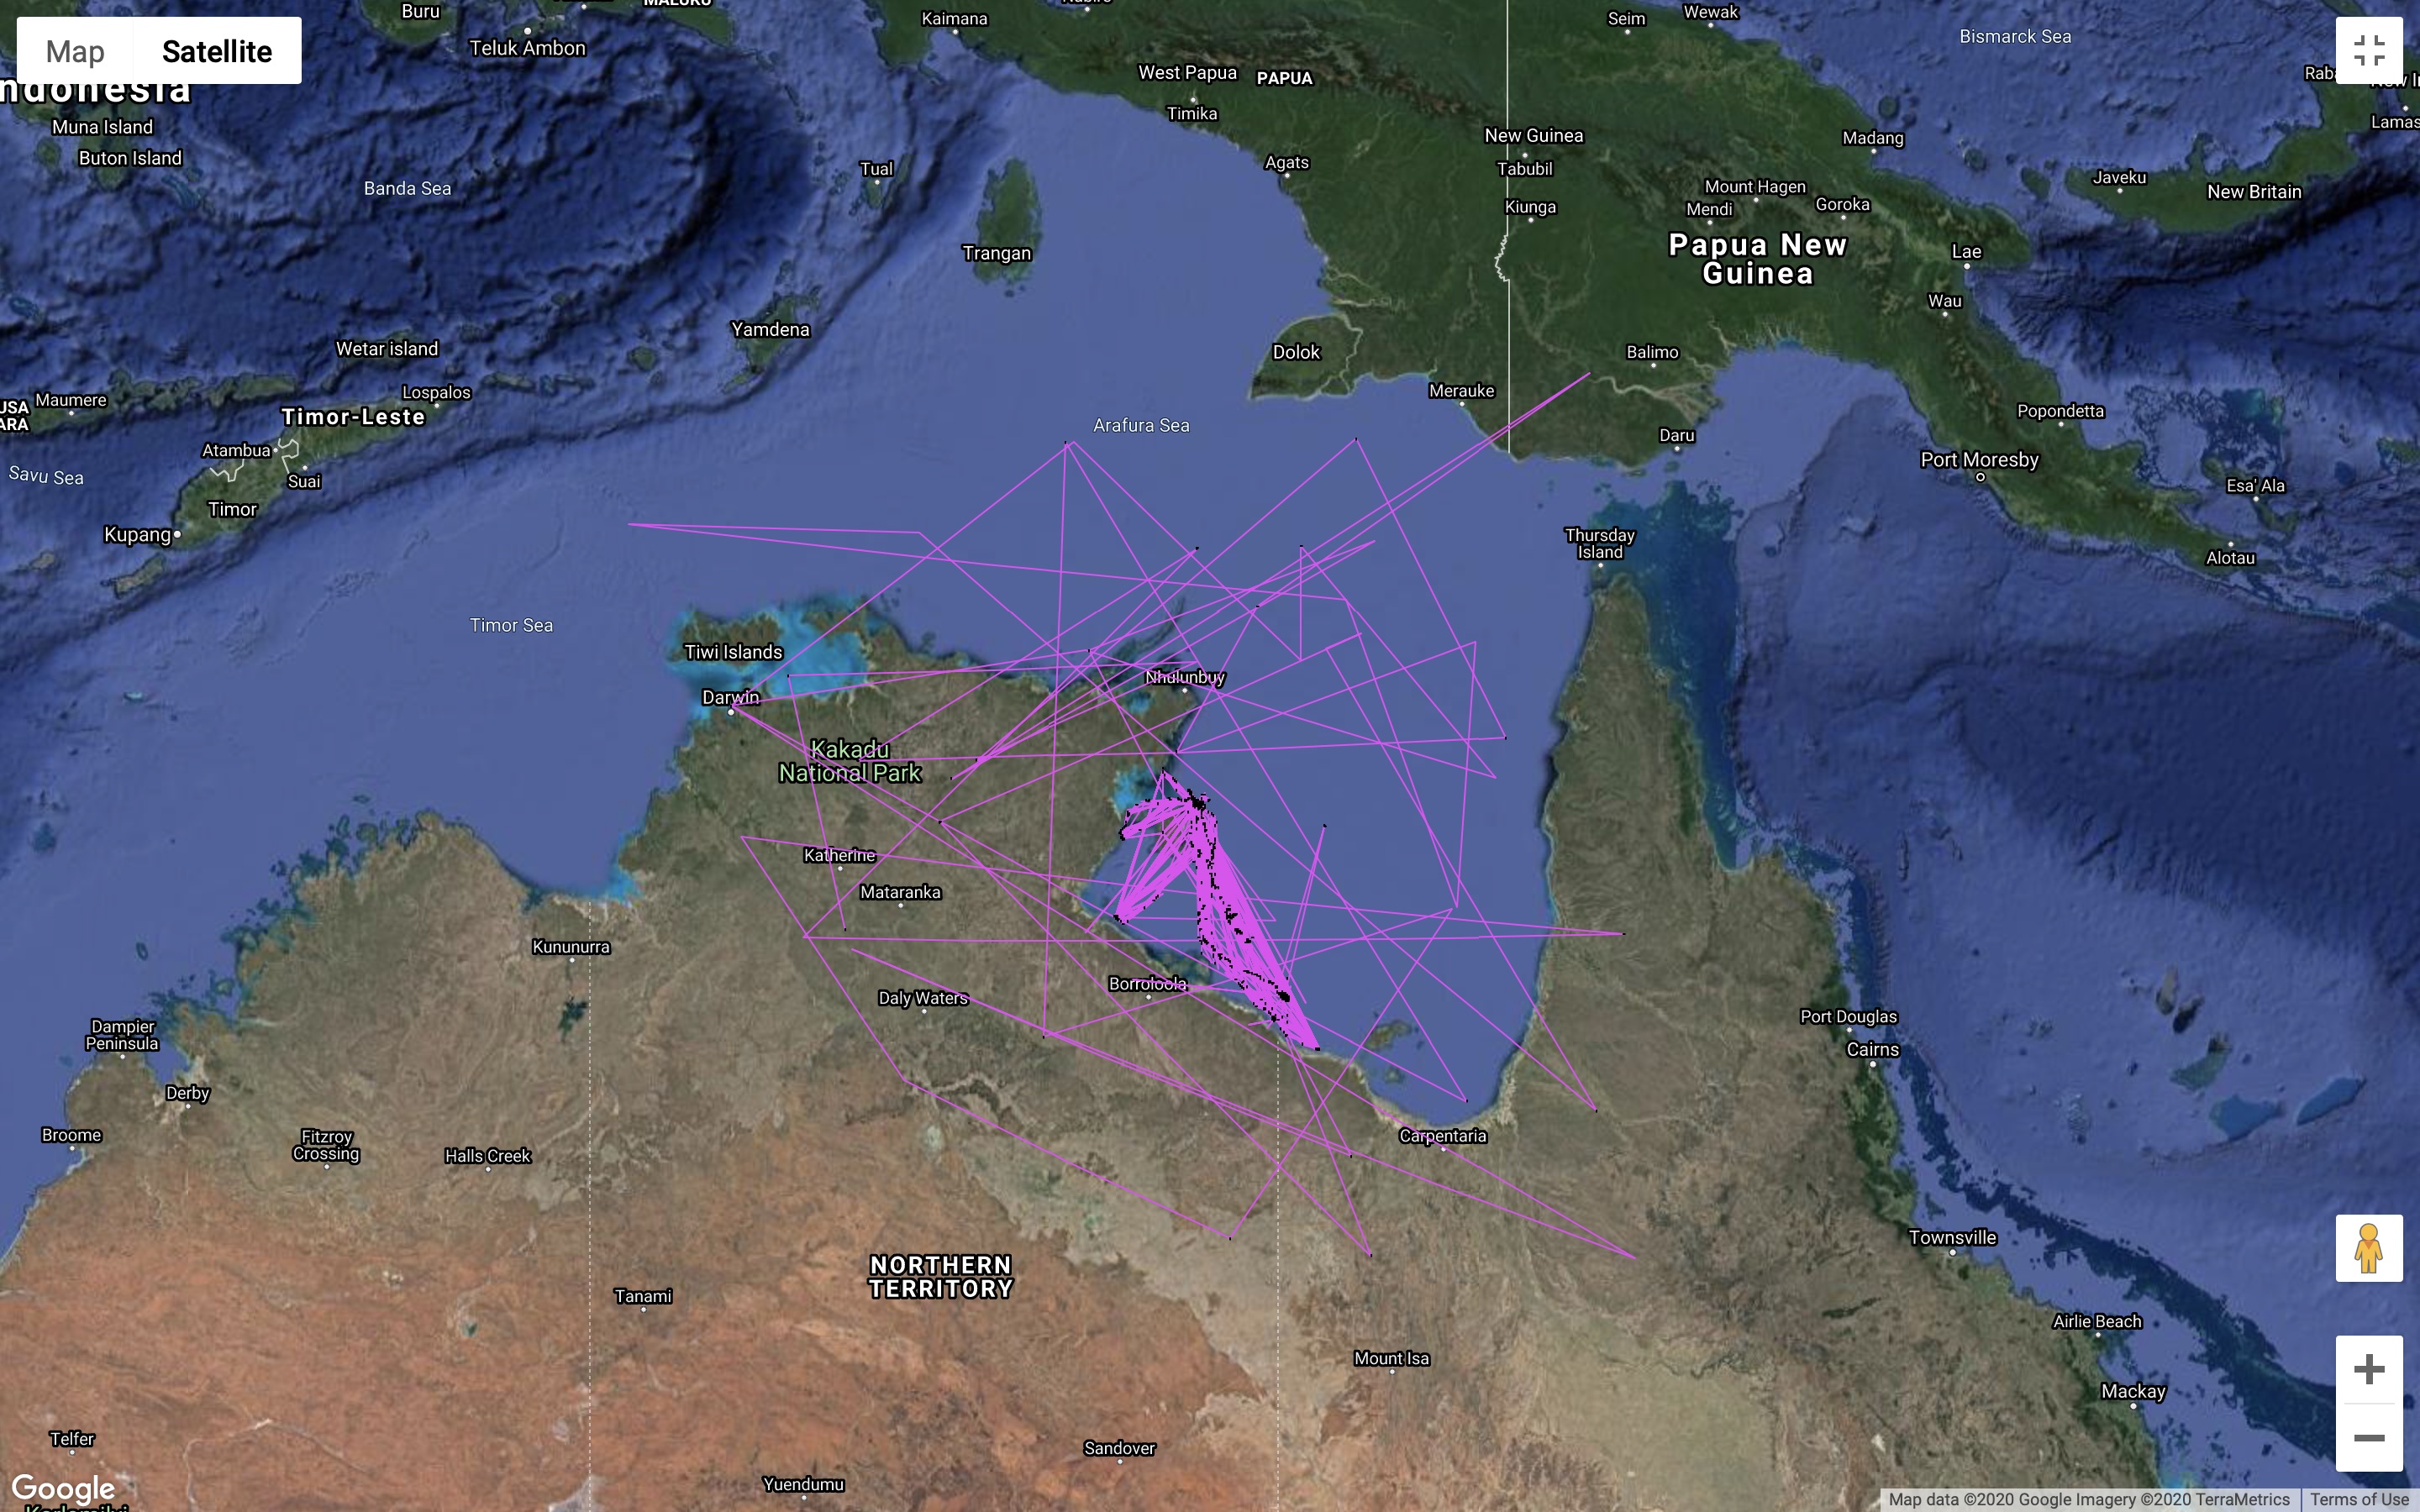 Buru
MALUKU
Kaimana
Seim
Wewak
Bismarck Sea
Map
Satellite
Teluk Ambon
West Papua
PAPUA
Timika
Muna Island
Buton Island
New Guinea
Madang
Lamas
Banda Sea
Tual
Agats
Tabubil
Mount Hagen
Javeku
New Britain
Kiunga
Mendi
Goroka
Trangan
Papua New
Guinea
Lae
Wau
Yamdena
Wetar island
Dolok
Balimo
Maumere
Lospalos
Merauke
Timor-Leste
Arafura Sea
Popondetta
Atambua
Daru
Savu Sea
Suai
Port Moresby
Timor
Esa' Ala
Kupang
Thursday
Island
Alotau
Timor Sea
Tiwi Islands
Nhulunbuy
Darwin
Kakadu
National Park
Katherine
Mataranka
Kununurra
Borroloola
Daly Waters
Dampier
Peninsula
Port Douglas
Cairns
Derby
Broome
Fitzroy
Crossing
Halls Creek
Carpentaria
Townsville
NORTHERN
TERRITORY
Tanami
Airlie Beach
Mount Isa
Mackay
Telfer
Sandover
Yuendumu
Google
Map data ©2020 Google Imagery ©2020 TerraMetrics
Terms of Use